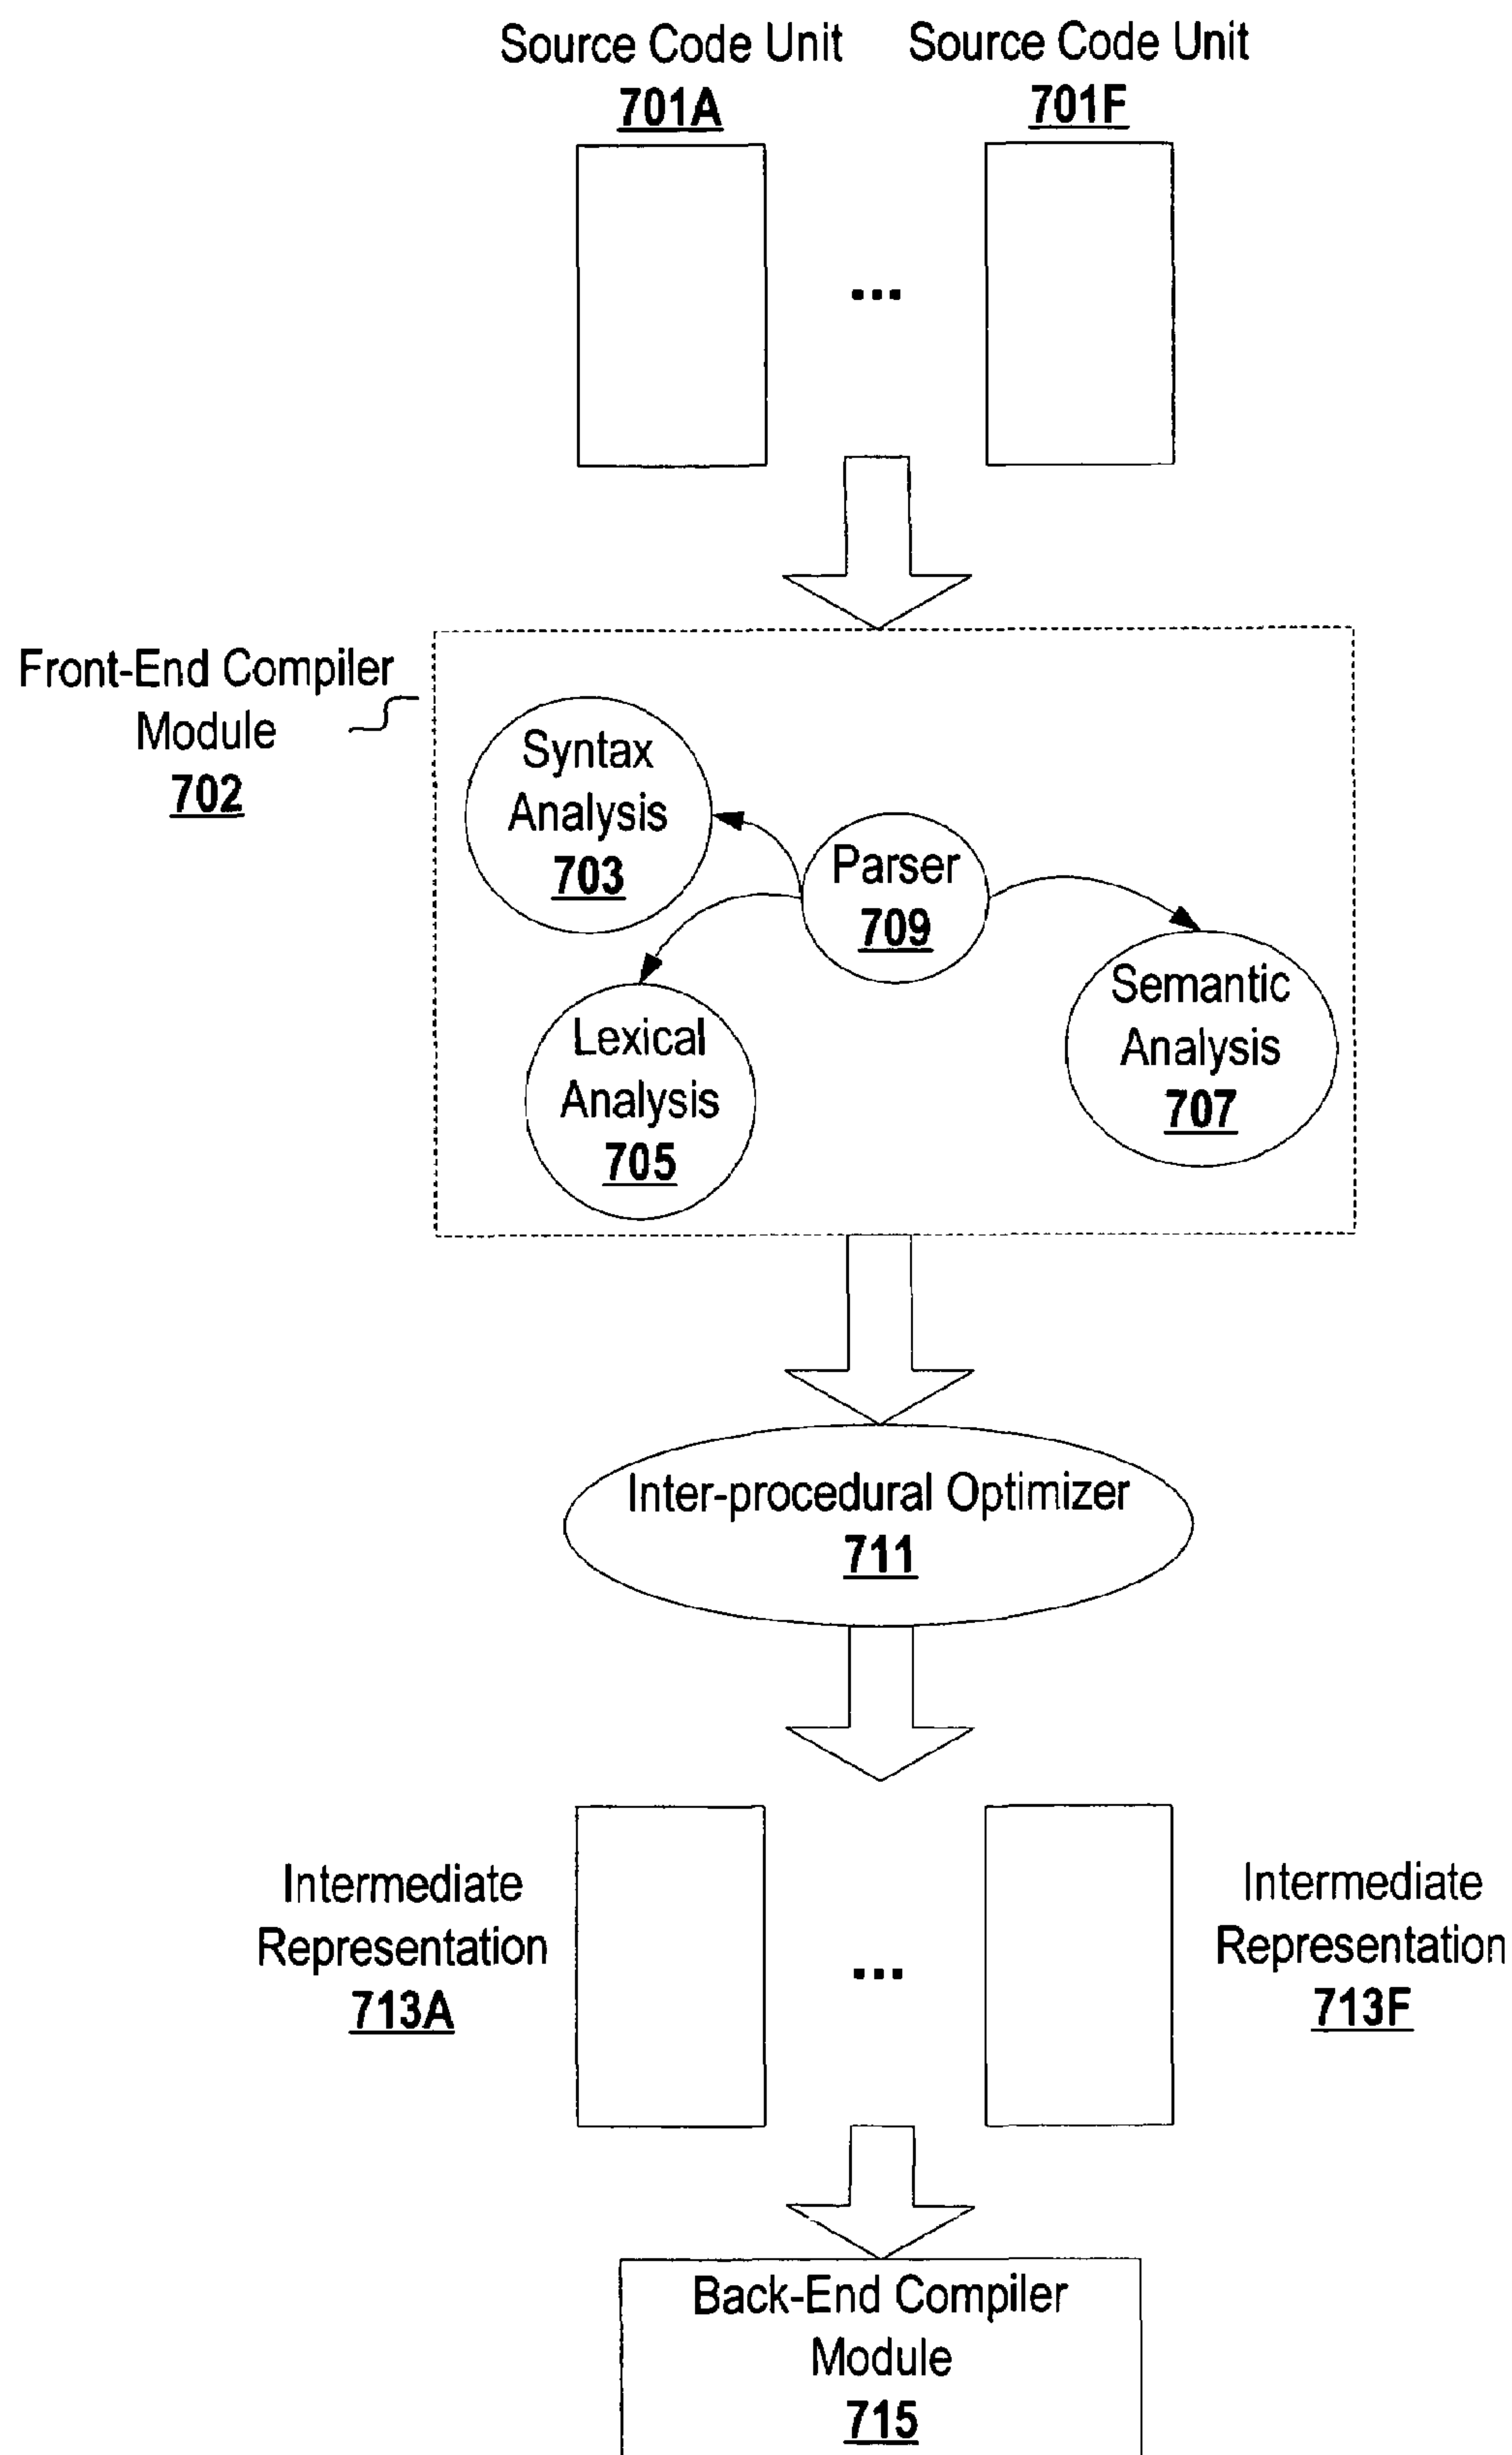 Source Code Unit
701A
Source Code Unit
701F
...
Front-End Compiler
Module
702
Syntax
Analysis
703
Parser
709
Lexical
Analysis
705
Semantic
Analysis
707
Inter-procedural Optimizer
711
Intermediate
Representation
713A
...
Intermediate
Representation
713F
Back-End Compiler
Module
715